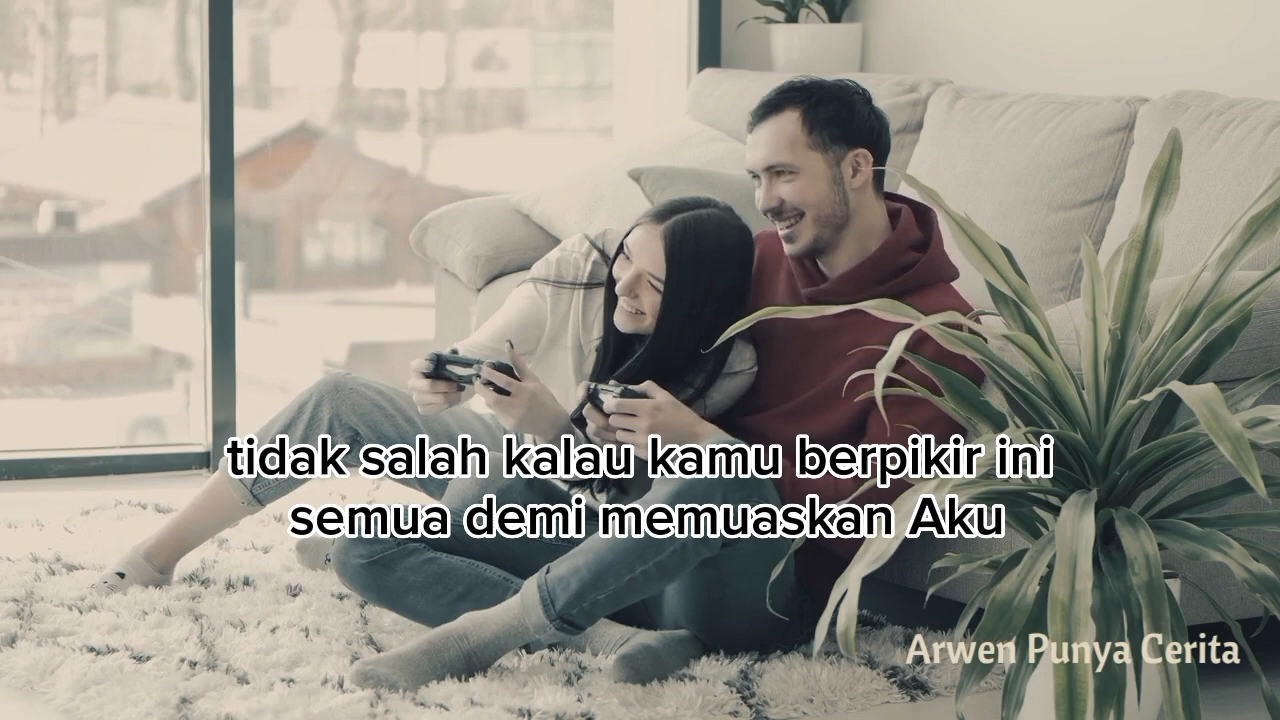 tidak salah kalau kamu berpikir ini
semua demi memuaskan Aku
Arwen Punya Cerita